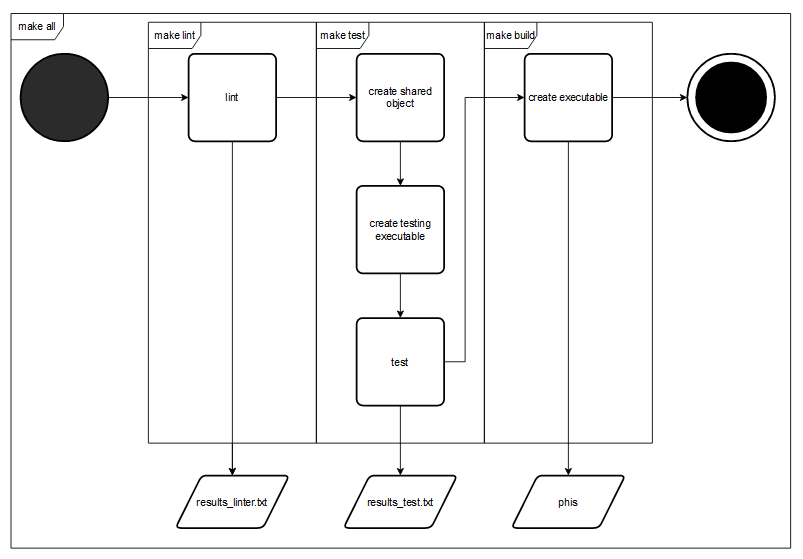 make all
make lint
make test
make build
lint
create shared
object
create executable
create testing
executable
test
results_linter.txt
results_test.txt
phis